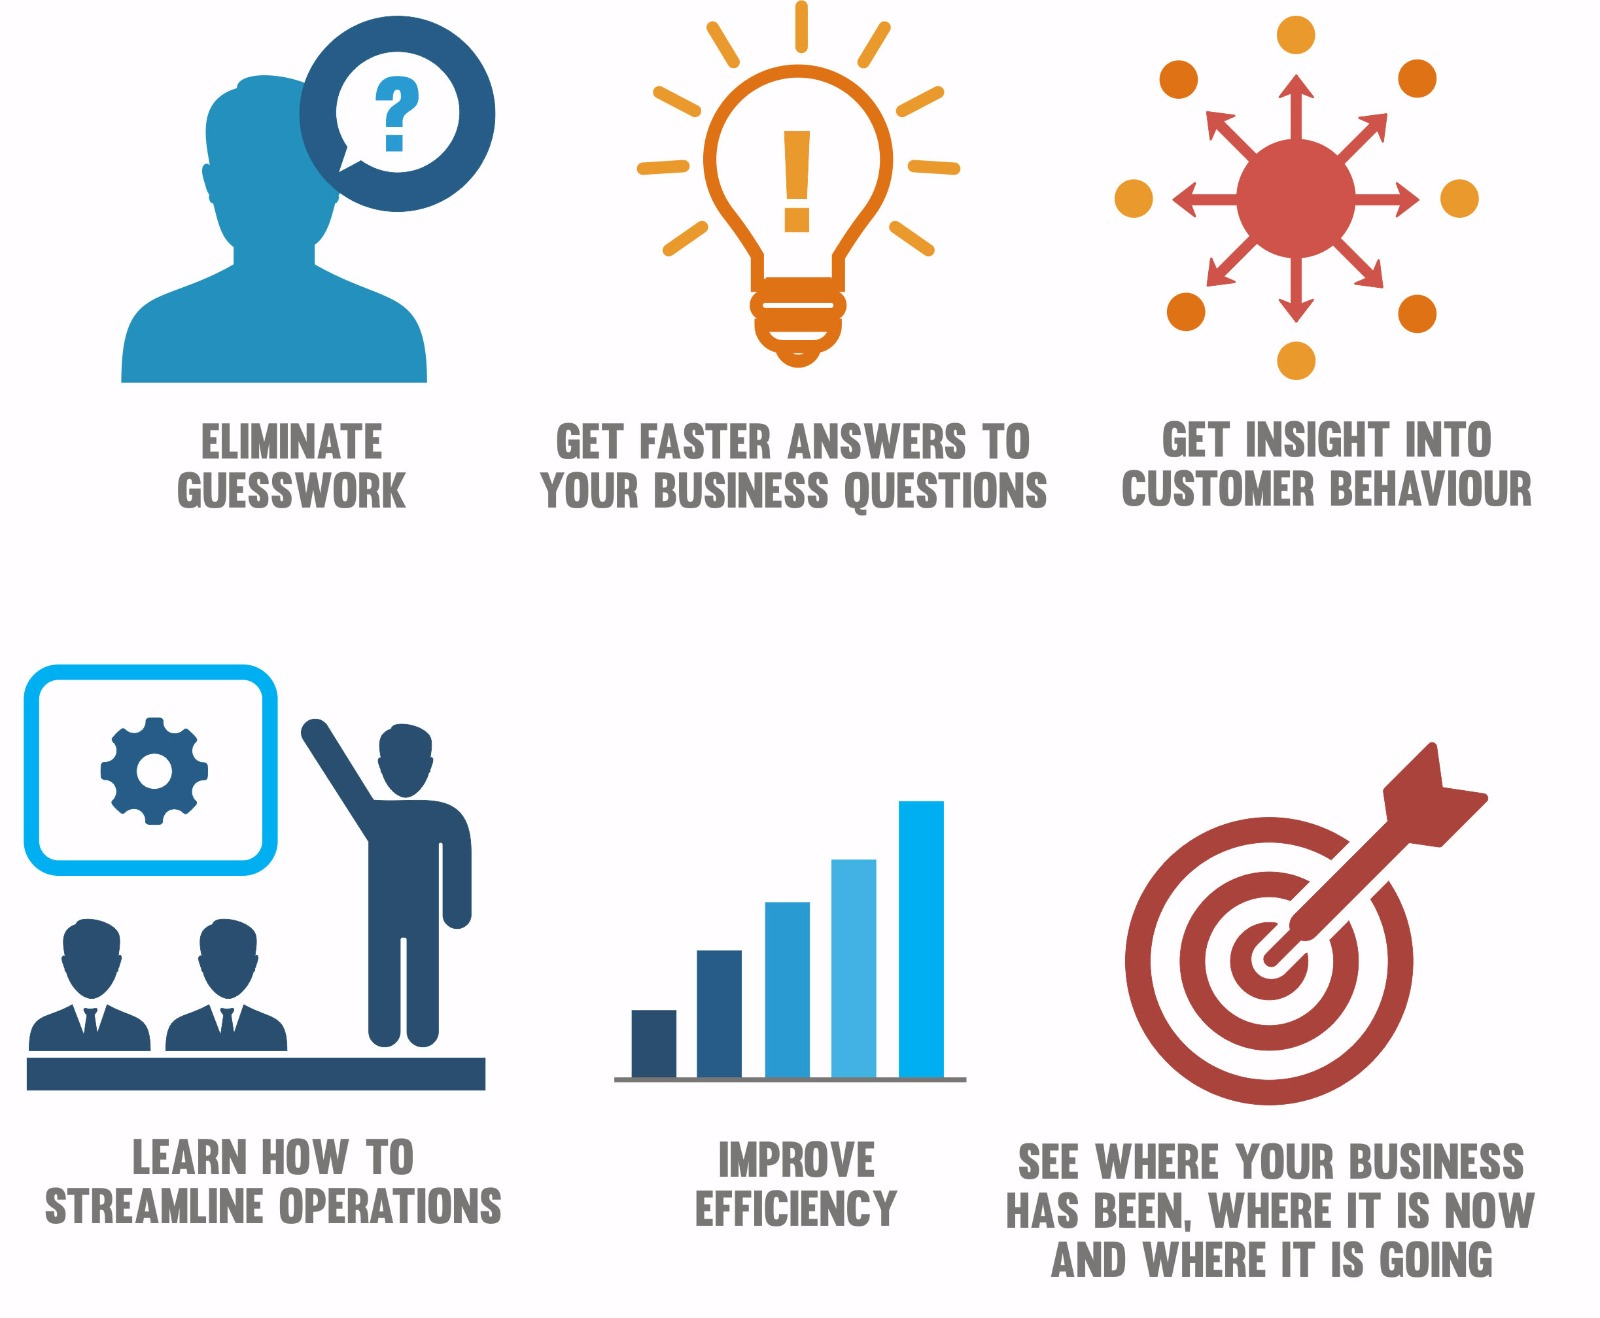 ?
!
ELIMINATE
GUESSWORK
GET FASTER ANSWERS TO
YOUR BUSINESS QUESTIONS
GET INSIGHT INTO
CUSTOMER BEHAVIOUR
LEARN HOW TO
STREAMLINE OPERATIONS
IMPROVE
EFFICIENCY
SEE WHERE YOUR BUSINESS
HAS BEEN, WHERE IT IS NOW
AND WHERE IT IS GOING